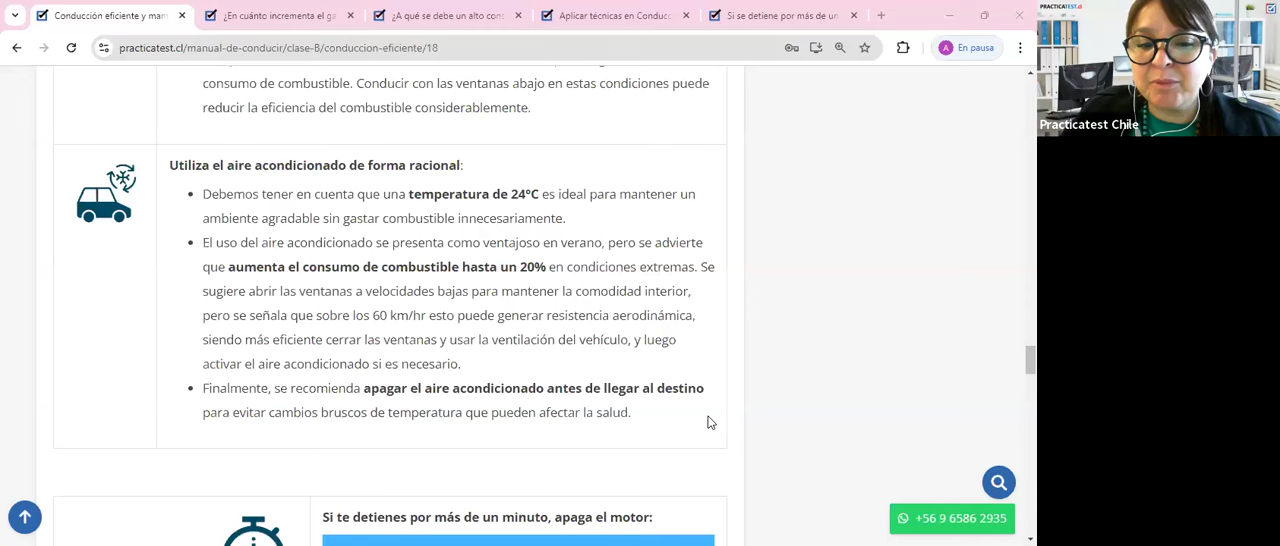 Conducción eficiente y mant
¿En cuánto incrementa el ga
¿A qué se debe un alto cont
Aplicar técnicas en Conducc
Si se detiene por más de un
practicatest.cl/manual-de-conducir/clase-B/conduccion-eficiente/18
A
En pausa
PRACTICATEST.cl
Practicatest Chile
consumo de combustible. Conducir con las ventanas abajo en estas condiciones puede
reducir la eficiencia del combustible considerablemente.
Utiliza el aire acondicionado de forma racional:
• Debemos tener en cuenta que una temperatura de 24°C es ideal para mantener un
ambiente agradable sin gastar combustible innecesariamente.
• El uso del aire acondicionado se presenta como ventajoso en verano, pero se advierte
que aumenta el consumo de combustible hasta un 20% en condiciones extremas. Se
sugiere abrir las ventanas a velocidades bajas para mantener la comodidad interior,
pero se señala que sobre los 60 km/hr esto puede generar resistencia aerodinámica,
siendo más eficiente cerrar las ventanas y usar la ventilación del vehículo, y luego
activar el aire acondicionado si es necesario.
• Finalmente, se recomienda apagar el aire acondicionado antes de llegar al destino
para evitar cambios bruscos de temperatura que pueden afectar la salud.
Si te detienes por más de un minuto, apaga el motor:
+56 9 6586 2935